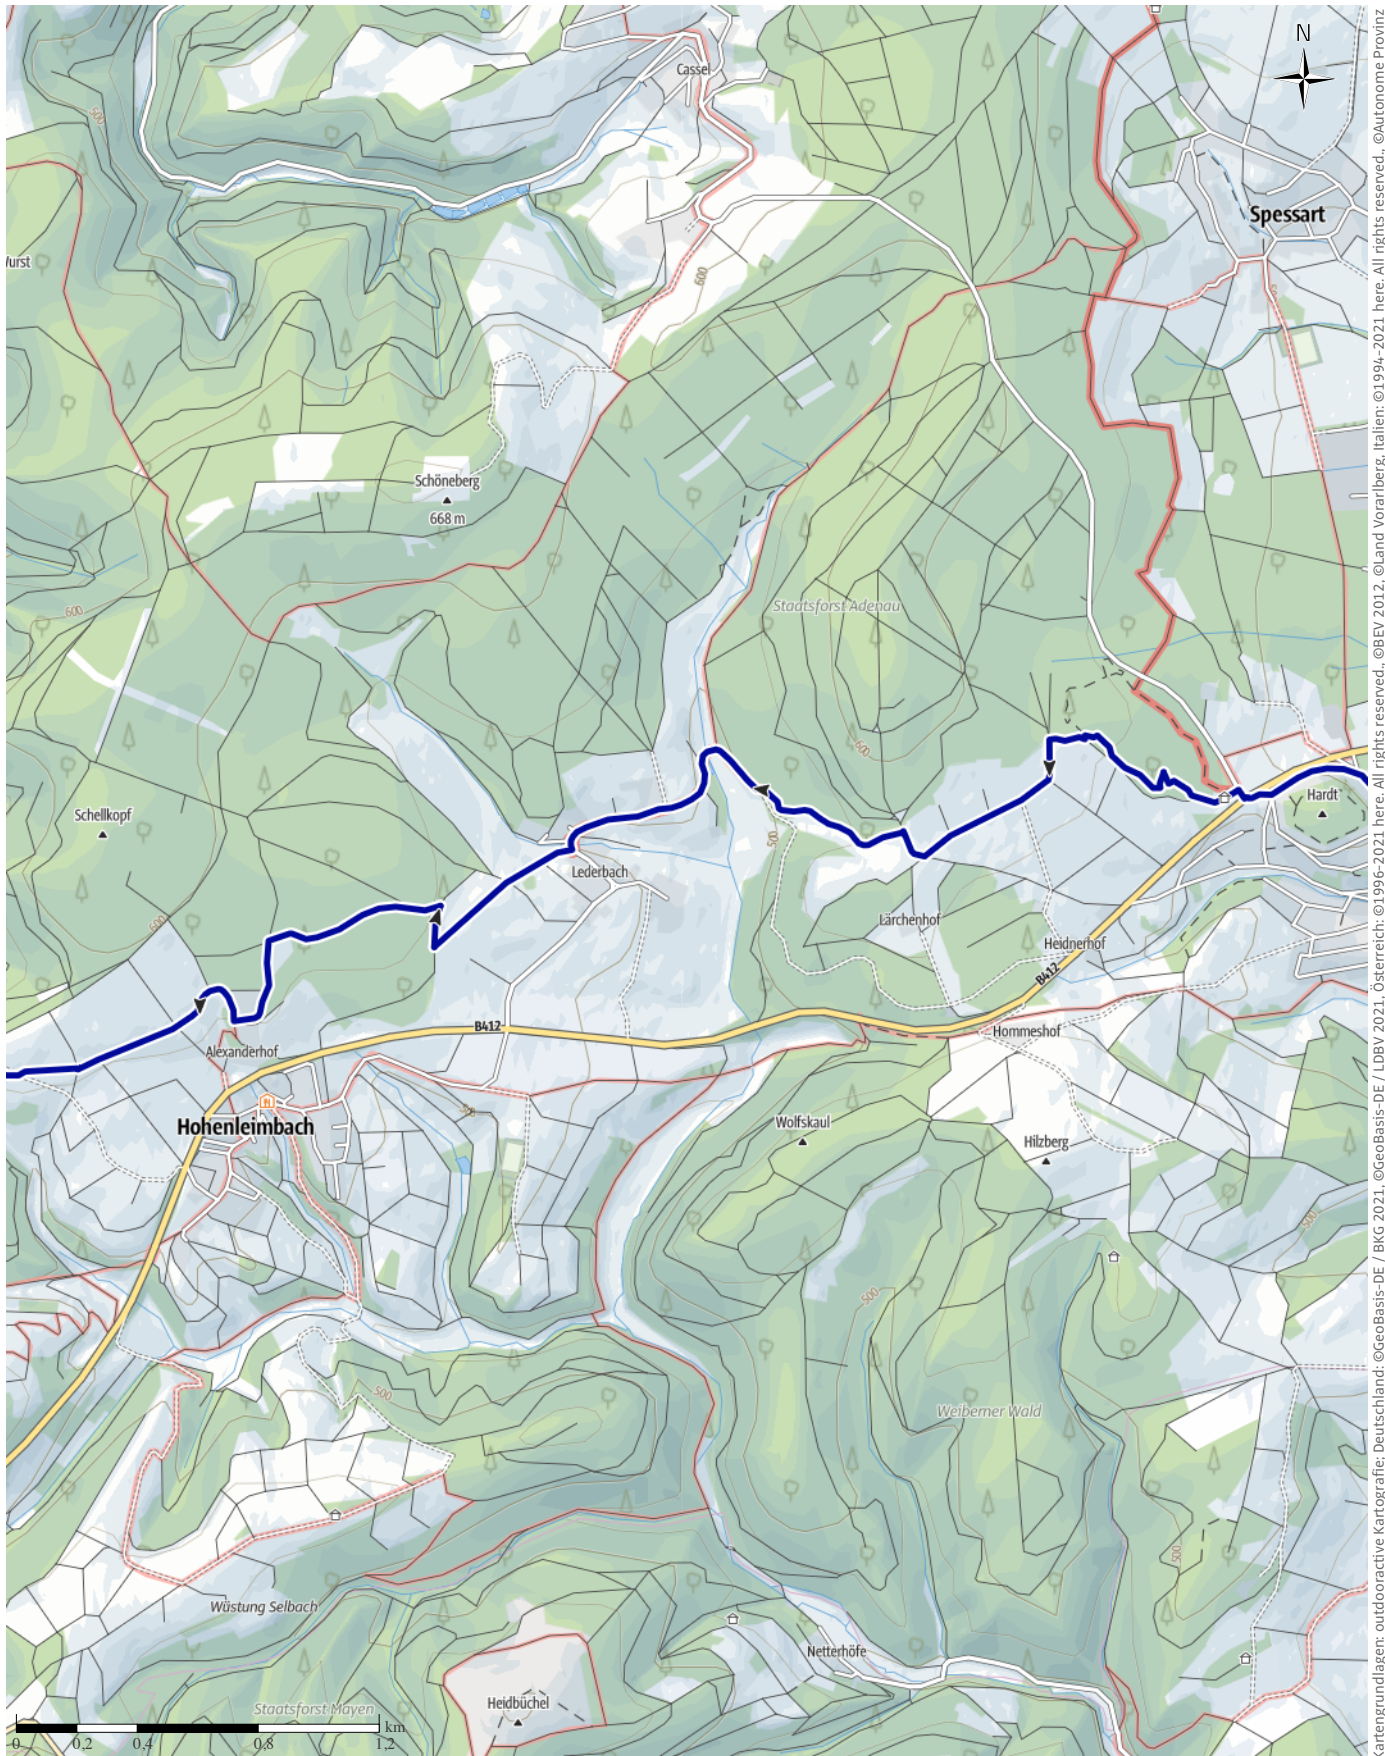 N
Cassel
500
Spessart
Wurst
600
Schöneberg
668 m
600
Staatsforst Adenau
600
Schellkopf
Hardt
500
Lederbach
600
Lärchenhof
Heidnerhof
B412
B412
Hommeshof
Alexanderhof
500
Hohenleimbach
Wolfskaul
Hilzberg
500
500
500
Weiberner Wald
500
Wüstung Selbach
Netterhöfe
Heidbüchel
Staatsforst Mayen
km
0 0,2 0,4 0,8 1,2
artengrundlagen: outdooractive Kartografie; Deutschland: ©GeoBasis-DE / BKG 2021, ©GeoBasis-DE / LDBV 2021, Österreich: ©1996-2021 here. All rights reserved., ©BEV 2012, ©Land Vorarlberg, Italien: ©1994-2021 here. All rights reserved., ©Autonome Provinz